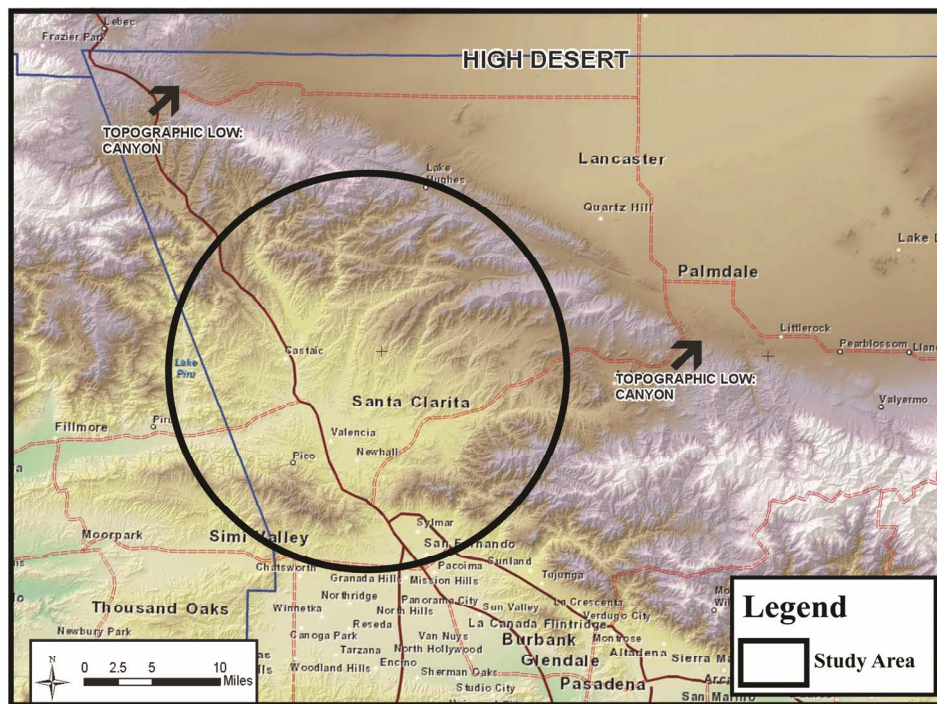 Lebec
Frazier Park
HIGH DESERT
TOPOGRAPHIC LOW:
CANYON
Lancaster
Lake
Hughes
Quartz Hill
Lake
Palmdale
Littlerock
Pearblossom
Castaic
Lake
Piru
TOPOGRAPHIC LOW:
CANYON
Santa Clarita
Valyermo
Fillmore
Valencia
Newhall
Pico
Sylmar
Moorpark
Simi Valley
San Fernando
Chatsworth
Pacoima
Sunland
Granada Hills
Mission Hills
Tujunga
Thousand Oaks
Winnetka
Northridge
North Hills
Panorama City
Sun Valley
La Crescenta
Verdugo City
Newbury Park
Canoga Park
Reseda
Van Nuys
La Canada Flintridge
Montrose
Tarzana
North Hollywood
Burbank
Altadena
Sierra
Woodland Hills
Encino
Sherman Oaks
Glendale
Studio City
Pasadena
San Marino
N
0 2.5 5 10
Miles
Legend
Study Area